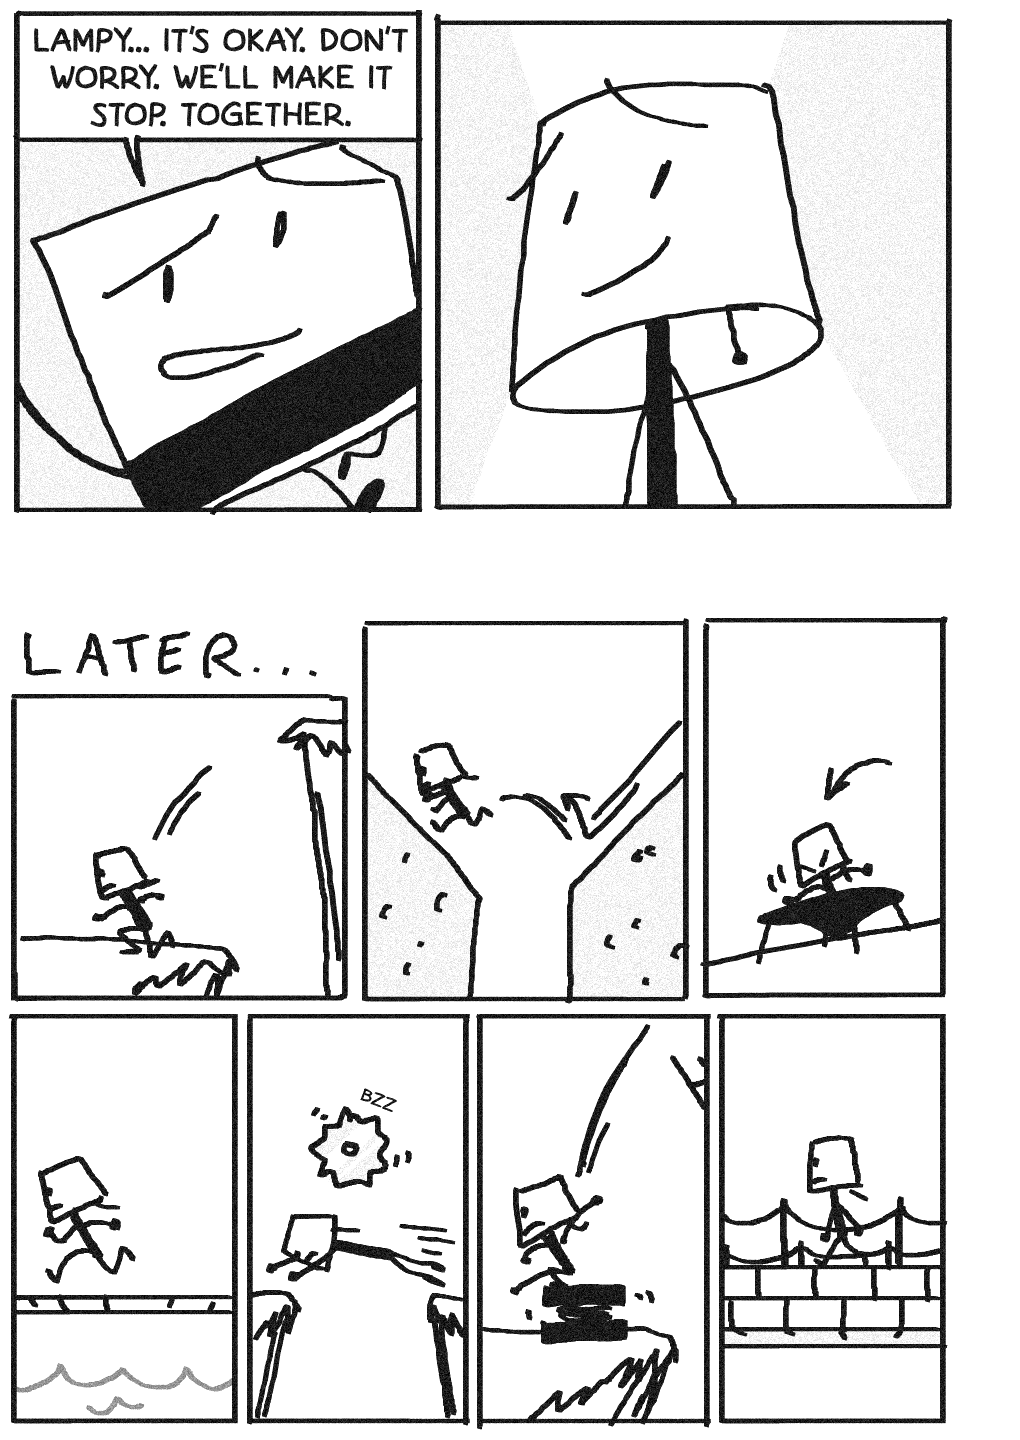 LAMPY... IT'S OKAY. DON'T
WORRY. WE'LL MAKE IT
STOP. TOGETHER.
LATER...
BZZ